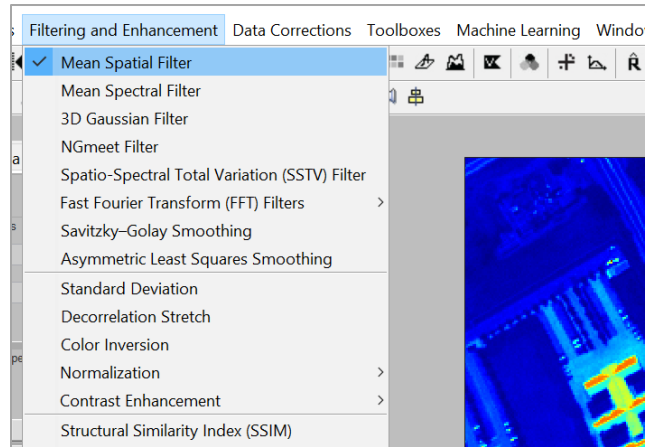 Filtering and Enhancement Data Corrections Toolboxes Machine Learning Windo
Mean Spatial Filter
Mean Spectral Filter
3D Gaussian Filter
NGmeet Filter
Spatio-Spectral Total Variation (SSTV) Filter
Fast Fourier Transform (FFT) Filters
Savitzky–Golay Smoothing
Asymmetric Least Squares Smoothing
Standard Deviation
Decorrelation Stretch
Color Inversion
Normalization
Contrast Enhancement
Structural Similarity Index (SSIM)